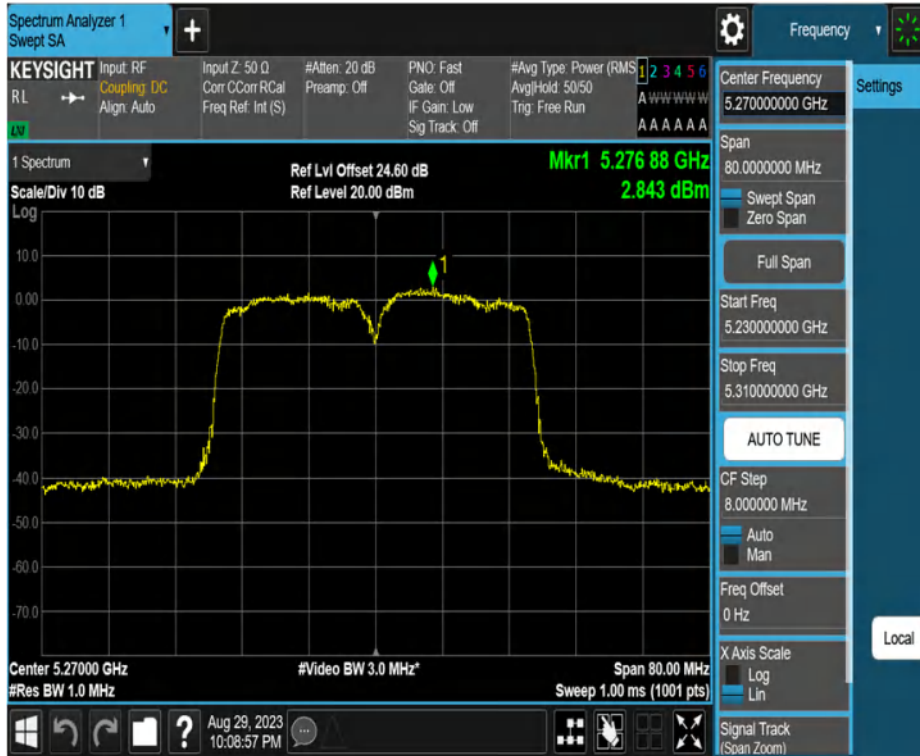 Spectrum Analyzer 1
Swept SA
+
Frequency
KEYSIGHT
RL
LXI
Input: RF
Coupling: DC
Align: Auto
Input Z: 50 Ω
Corr CCorr RCal
Freq Ref: Int (S)
#Atten: 20 dB
Preamp: Off
PNO: Fast
Gate: Off
IF Gain: Low
Sig Track: Off
#Avg Type: Power (RMS
Avg|Hold: 50/50
Trig: Free Run
1 2 3 4 5 6
A W W W W W
A A A A A A
Center Frequency
5.270000000 GHz
Settings
1 Spectrum
Ref Lvl Offset 24.60 dB
Mkr1 5.276 88 GHz
Scale/Div 10 dB
Ref Level 20.00 dBm
2.843 dBm
Log
10.0
0.00
-10.0
-20.0
-30.0
-40.0
-50.0
-60.0
-70.0
1
Span
80.0000000 MHz
Swept Span
Zero Span
Full Span
Start Freq
5.230000000 GHz
Stop Freq
5.310000000 GHz
AUTO TUNE
CF Step
8.000000 MHz
Auto
Man
Freq Offset
0 Hz
X Axis Scale
Log
Lin
Local
Signal Track
(Span Zoom)
Center 5.27000 GHz
#Video BW 3.0 MHz*
Span 80.00 MHz
#Res BW 1.0 MHz
Sweep 1.00 ms (1001 pts)
?
Aug 29, 2023
10:08:57 PM